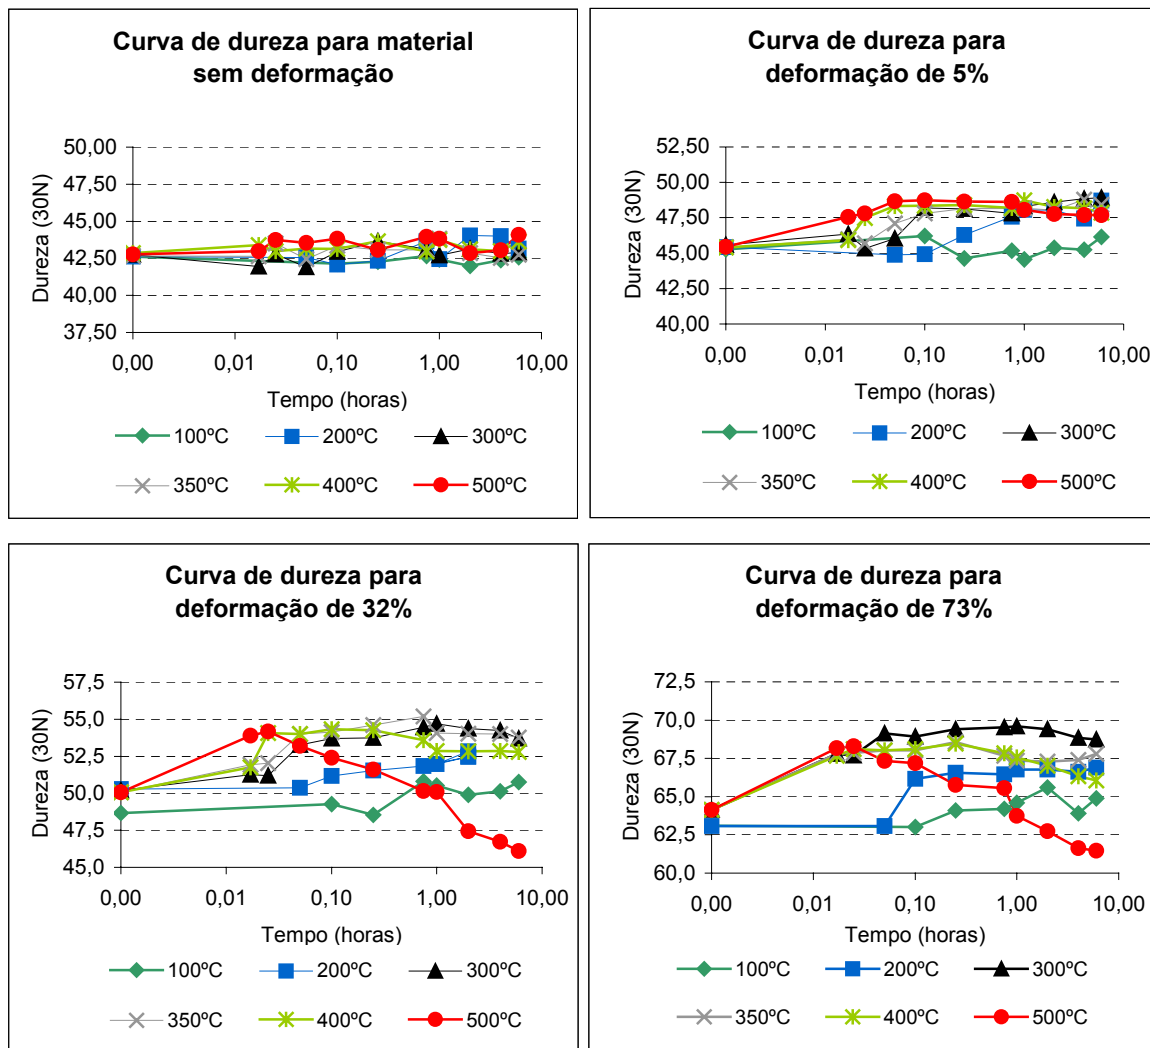 Curva de dureza para material
sem deformação
Dureza (30N)
50,00
47,50
45,00
42,50
40,00
37,50
0,00 0,01 0,10 1,00 10,00
Tempo (horas)
100ºC 200ºC 300ºC
350ºC 400ºC 500ºC
Curva de dureza para
deformação de 5%
Dureza (30N)
52,50
50,00
47,50
45,00
42,50
40,00
0,00 0,01 0,10 1,00 10,00
Tempo (horas)
100ºC 200ºC 300ºC
350ºC 400ºC 500ºC
Curva de dureza para
deformação de 32%
Dureza (30N)
57,5
55,0
52,5
50,0
47,5
45,0
0,00 0,01 0,10 1,00 10,00
Tempo (horas)
100ºC 200ºC 300ºC
350ºC 400ºC 500ºC
Curva de dureza para
deformação de 73%
Dureza (30N)
72,5
70,0
67,5
65,0
62,5
60,0
0,00 0,01 0,10 1,00 10,00
Tempo (horas)
100ºC 200ºC 300ºC
350ºC 400ºC 500ºC